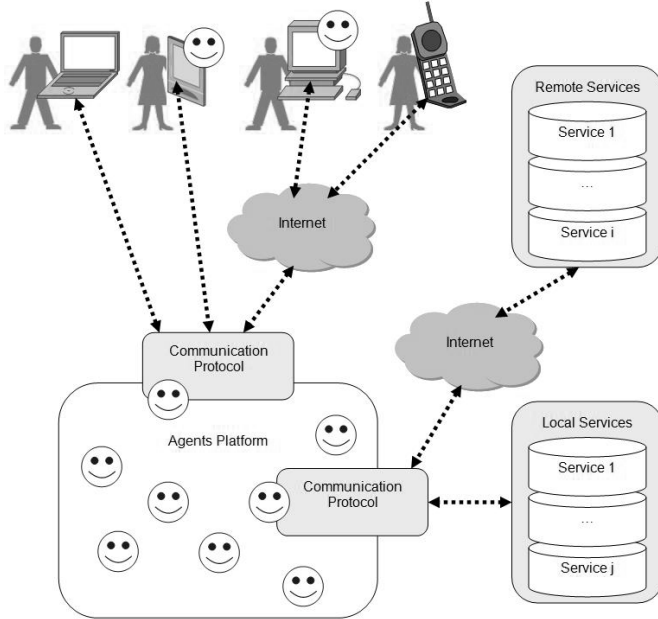 Remote Services
Service 1
...
Service i
Internet
Internet
Communication
Protocol
Agents Platform
Communication
Protocol
Local Services
Service 1
...
Service j